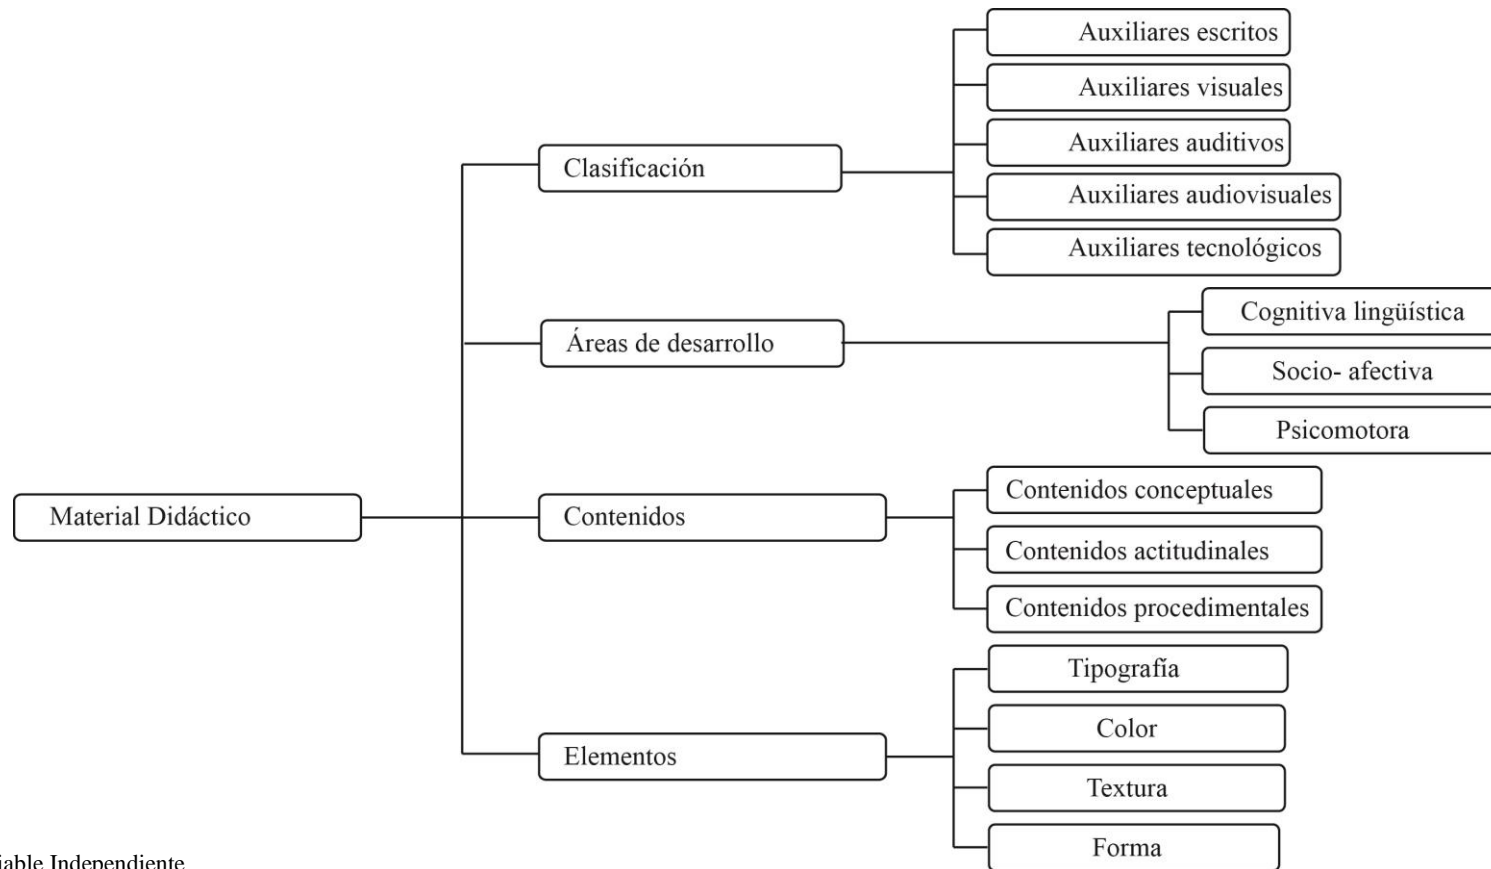 Material Didáctico
Clasificación
Auxiliares escritos
Auxiliares visuales
Auxiliares auditivos
Auxiliares audiovisuales
Auxiliares tecnológicos
Áreas de desarrollo
Cognitiva lingüística
Socio- afectiva
Psicomotora
Contenidos
Contenidos conceptuales
Contenidos actitudinales
Contenidos procedimentales
Elementos
Tipografía
Color
Textura
Forma
Independiente